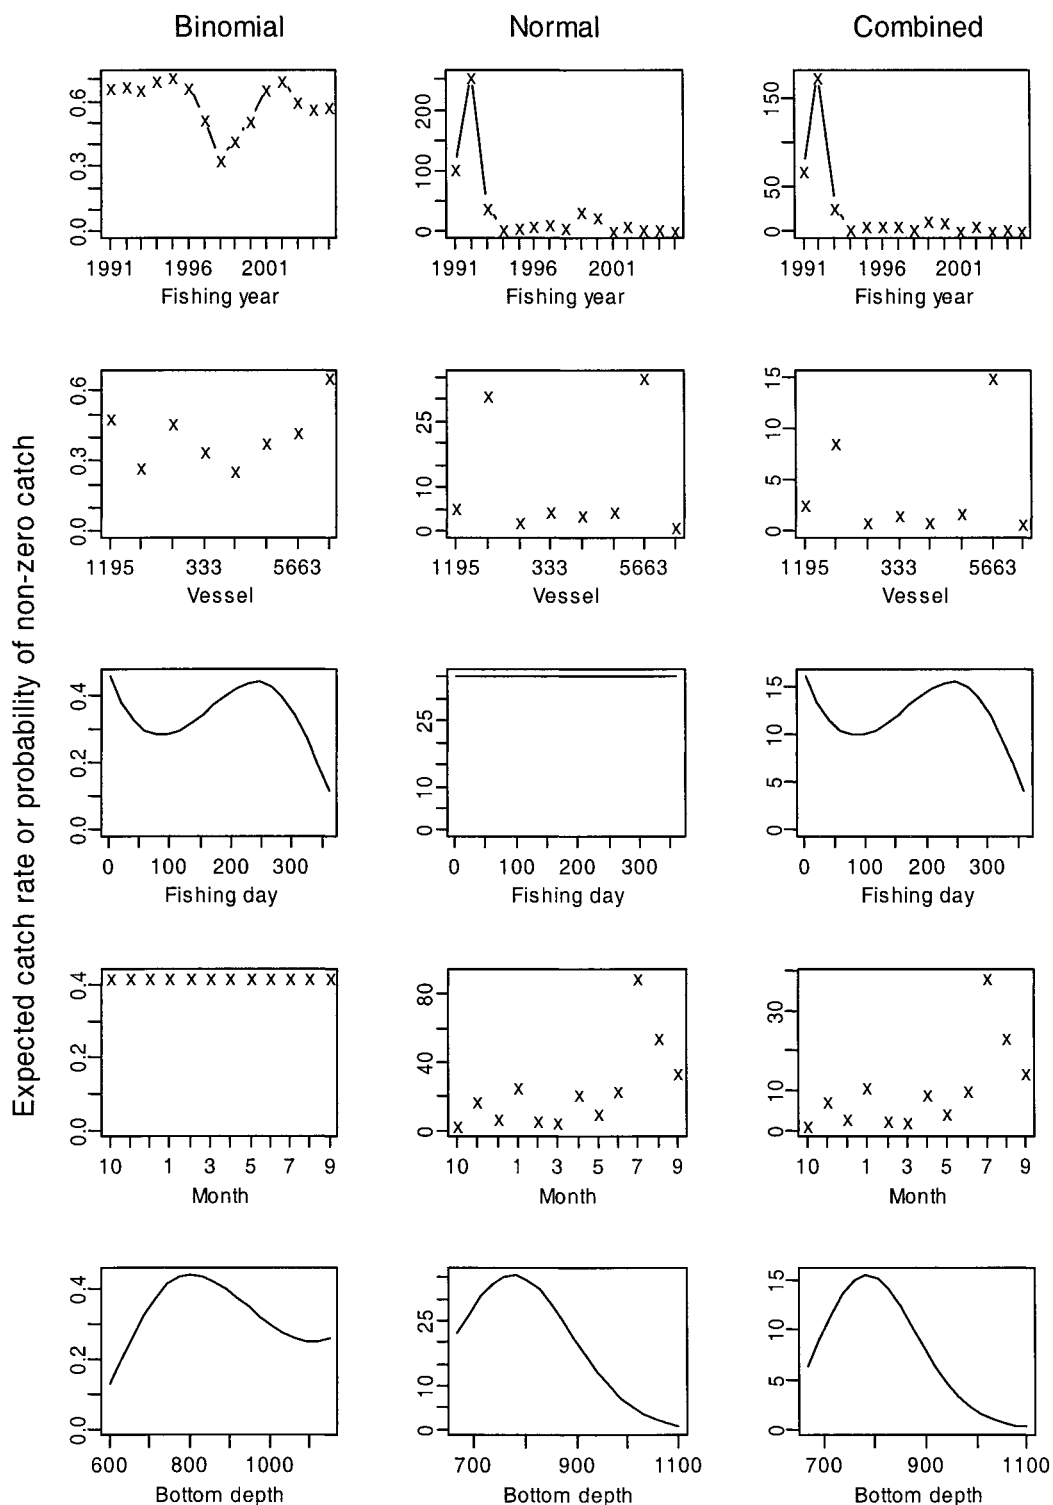 Binomial Normal Combined
Expected catch rate or probability of non-zero catch
0.0 0.3 0.6
1991 1996 2001
Fishing year
0 100 200
1991 1996 2001
Fishing year
0 50 150
1991 1996 2001
Fishing year
0.0 0.3 0.6
1195 333 5663
Vessel
0 10 25
1195 333 5663
Vessel
0 5 10 15
1195 333 5663
Vessel
0.0 0.2 0.4
0 100 200 300
Fishing day
0 10 25
0 100 200 300
Fishing day
0 5 10 15
0 100 200 300
Fishing day
0.0 0.2 0.4
10 1 3 5 7 9
Month
0 40 80
10 1 3 5 7 9
Month
0 10 30
10 1 3 5 7 9
Month
0.0 0.2 0.4
600 800 1000
Bottom depth
0 10 25
700 900 1100
Bottom depth
0 5 10 15
700 900 1100
Bottom depth